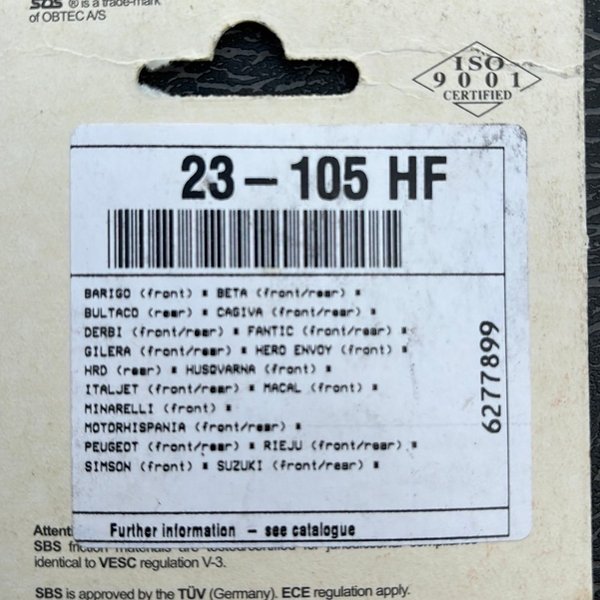 SBS ® is a trade-mark
of OBTEC A/S
ISO
9001
CERTIFIED
23-105 HF
BARIGO (front) * BETA (front/rear) *
BULTACO (rear) * CAGIVA (front/rear) *
DERBI (front/rear) * FANTIC (front/rear) *
GILERA (front/rear) * HERO ENVOY (front) *
HRD (rear) * HUSQVARNA (front) *
ITALJET (front/rear) * MACAL (front) *
MINARELLI (front) *
MOTORHISPANIA (front/rear) *
PEUGEOT (front/rear) * RIEJU (front/rear) *
SIMSON (front) * SUZUKI (front/rear) *
6277899
Further information - see catalogue
Attenti
SBS friction materials are
identical to VESC regulation V-3.
SBS is approved by the TÜV (Germany). ECE regulation apply.